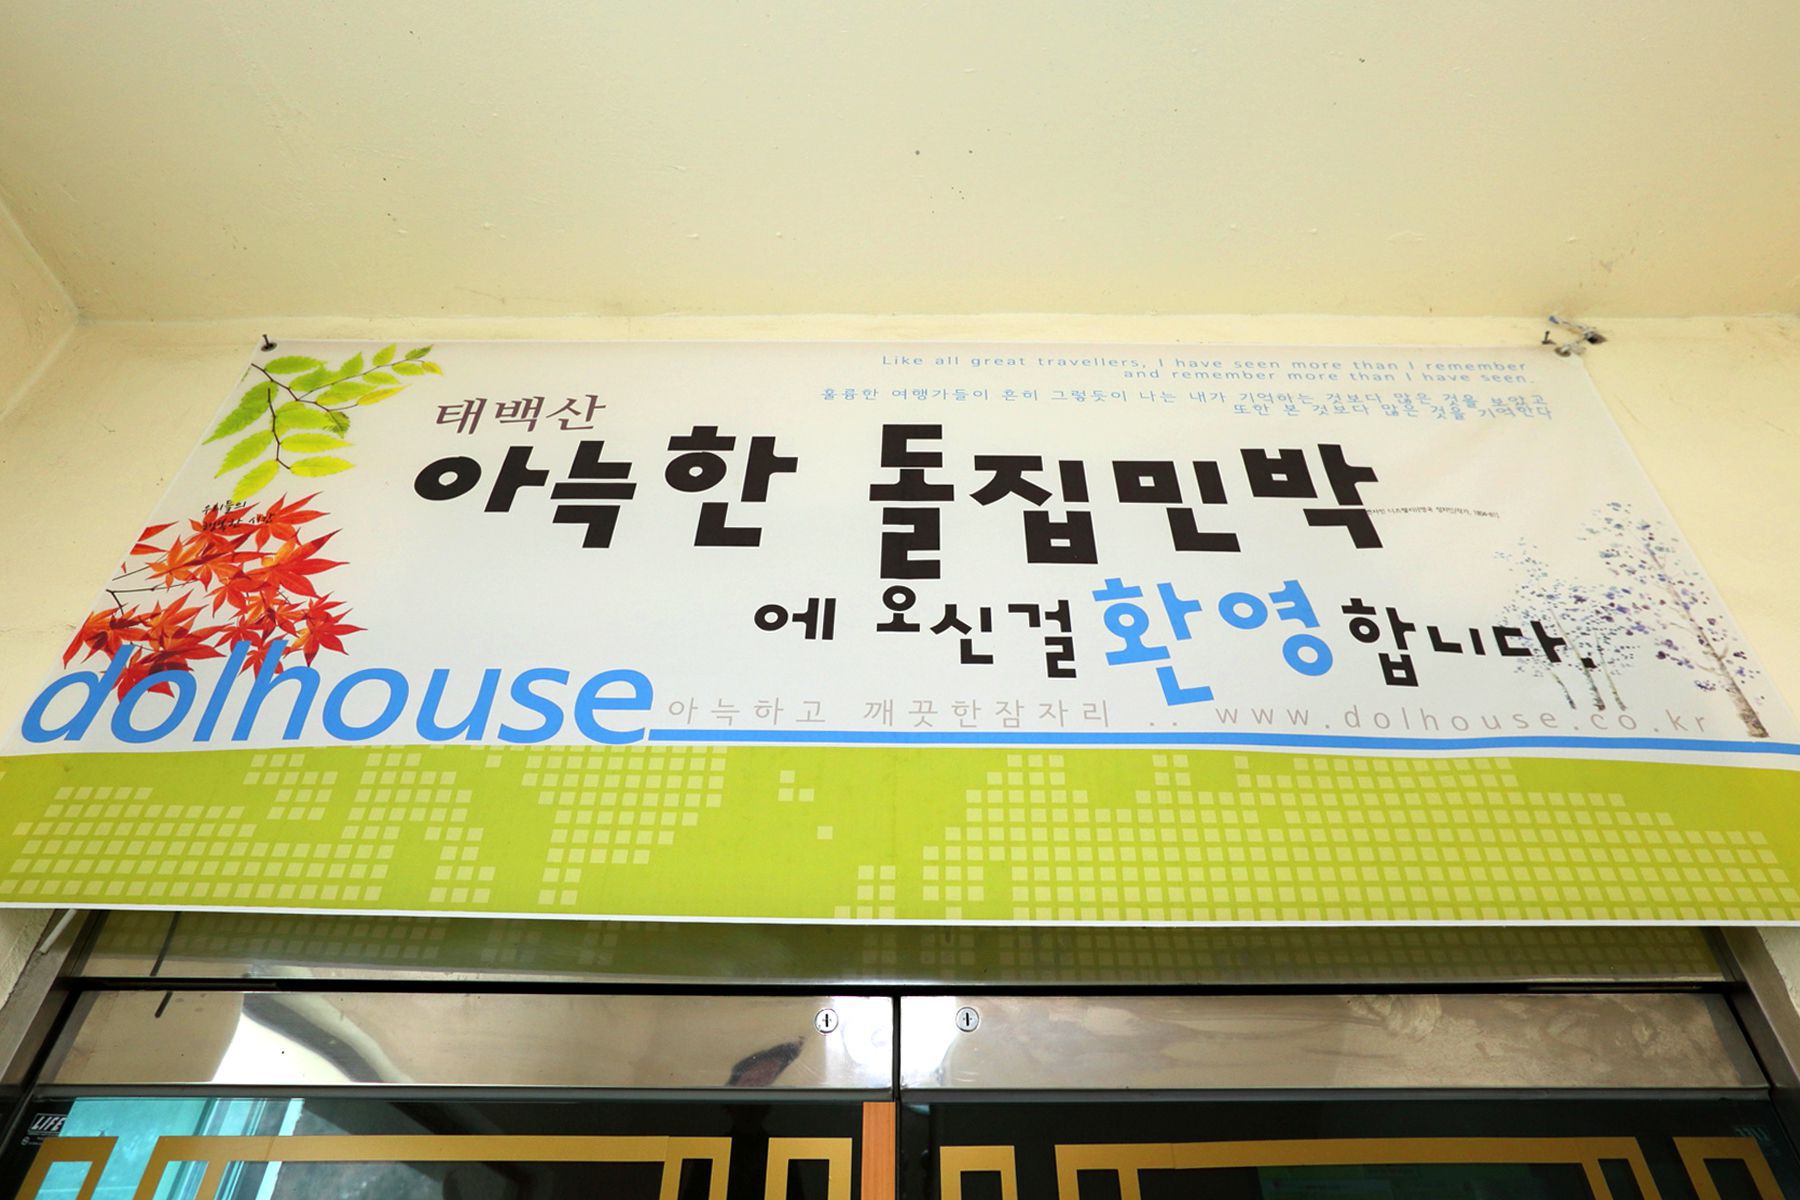 Like all great travellers, I have seen more than I remember
and remember more than I have seen.
훌륭한 여행가들이 흔히 그렇듯이 나는 내가 기억하는 것보다 많은 것을 보았고
또한 본 것보다 많은 것을 기억한다
태백산
아늑한 돌집민박
에 오신걸 환영합니다.
dolhouse
아늑하고 깨끗한잠자리 .. www.dolhouse.co.kr
LIFE